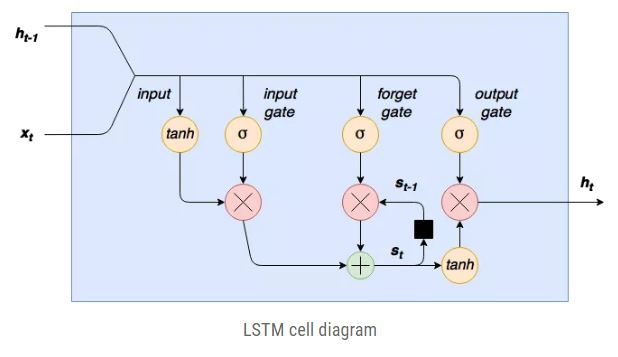 h_{t-1}
x_t
input
input
gate
forget
gate
output
gate
tanh
σ
σ
σ
s_{t-1}
h_t
s_t
tanh
LSTM cell diagram